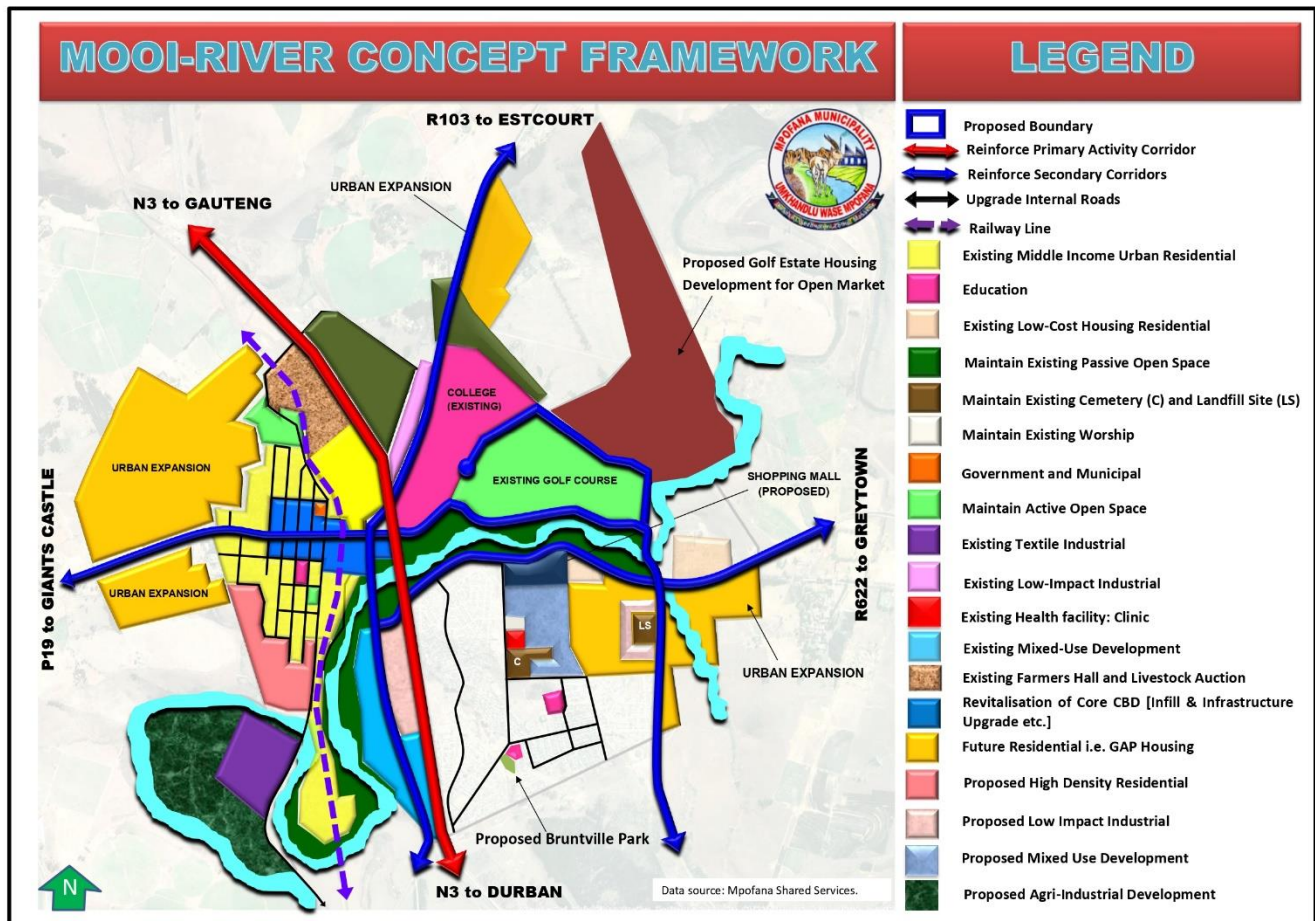 MOOI-RIVER CONCEPT FRAMEWORK
LEGEND
R103 to ESTCOURT
URBAN EXPANSION
N3 to GAUTENG
MPOFANA MUNICIPALITY
UMKHANDLU WASE MPOFANA
Proposed Golf Estate Housing
Development for Open Market
COLLEGE
(EXISTING)
URBAN EXPANSION
EXISTING GOLF COURSE
SHOPPING MALL
(PROPOSED)
P19 to GIANTS CASTLE
R622 to GREYTOWN
URBAN EXPANSION
LS
C
URBAN EXPANSION
Proposed Bruntville Park
N3 to DURBAN
Data source: Mpofana Shared Services.
N
Proposed Boundary
Reinforce Primary Activity Corridor
Reinforce Secondary Corridors
Upgrade Internal Roads
Railway Line
Existing Middle Income Urban Residential
Education
Existing Low-Cost Housing Residential
Maintain Existing Passive Open Space
Maintain Existing Cemetery (C) and Landfill Site (LS)
Maintain Existing Worship
Government and Municipal
Maintain Active Open Space
Existing Textile Industrial
Existing Low-Impact Industrial
Existing Health facility: Clinic
Existing Mixed-Use Development
Existing Farmers Hall and Livestock Auction
Revitalisation of Core CBD [Infill & Infrastructure
Upgrade etc.]
Future Residential i.e. GAP Housing
Proposed High Density Residential
Proposed Low Impact Industrial
Proposed Mixed Use Development
Proposed Agri-Industrial Development